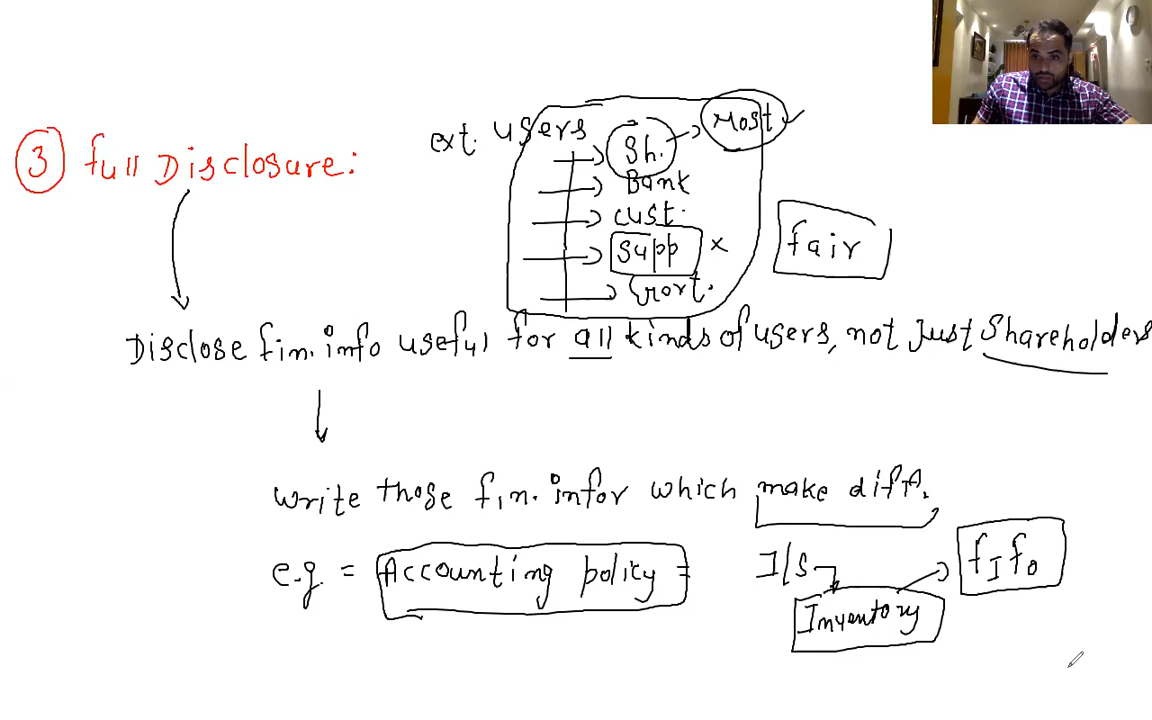 ③ full Disclosure:
ext. users
Sh. Most
Bank
cust.
Supp x
Govt.
fair
Disclose fin. info useful for all kinds of users, not Just Shareholders
write those fin. infor which make diff.
e.g. = Accounting policy = I/S
FIFO
Inventory